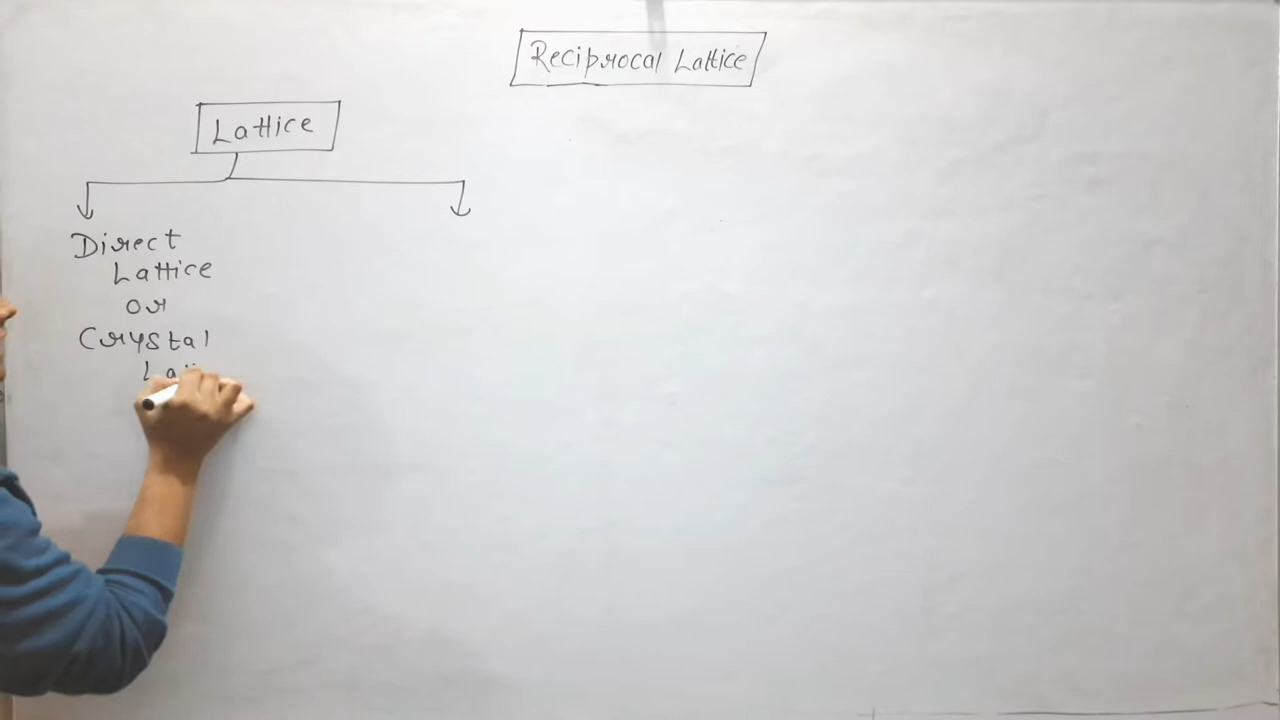 Reciprocal Lattice
Lattice
Direct
Lattice
or
Crystal